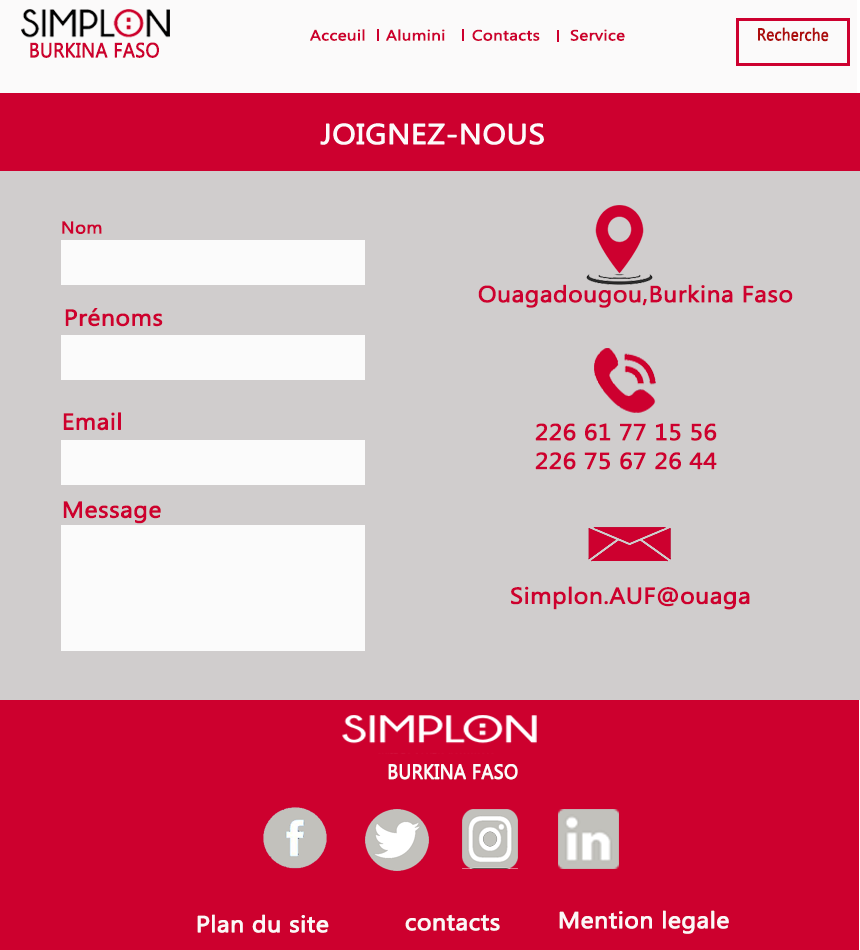 SIMPLON
BURKINA FASO
Acceuil | Alumini | Contacts | Service
Recherche
JOIGNEZ-NOUS
Nom
Prénoms
Email
Message
Ouagadougou,Burkina Faso
226 61 77 15 56
226 75 67 26 44
Simplon.AUF@ouaga
SIMPLON
BURKINA FASO
f
in
Plan du site
contacts
Mention legale